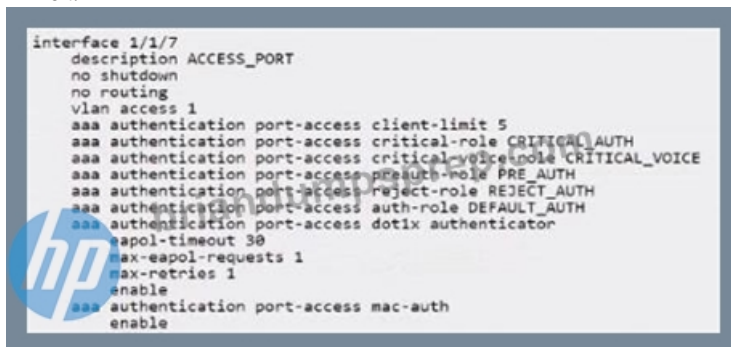 interface 1/1/7
description ACCESS_PORT
no shutdown
no routing
vlan access 1
aaa authentication port-access client-limit 5
aaa authentication port-access critical-role CRITICAL_AUTH
aaa authentication port-access critical-voice-role CRITICAL_VOICE
aaa authentication port-access preauth-role PRE_AUTH
aaa authentication port-access reject-role REJECT_AUTH
aaa authentication port-access auth-role DEFAULT_AUTH
aaa authentication port-access dot1x authenticator
eapol-timeout 30
max-eapol-requests 1
max-retries 1
enable
aaa authentication port-access mac-auth
enable
hp